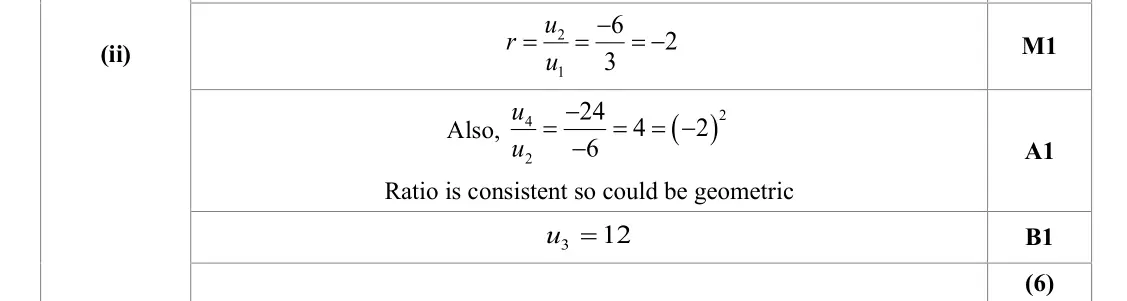 (ii)
r = u₂/u₁ = −6/3 = −2
M1
Also, u₄/u₂ = −24/−6 = 4 = (−2)²
Ratio is consistent so could be geometric
A1
u₃ = 12
B1
(6)